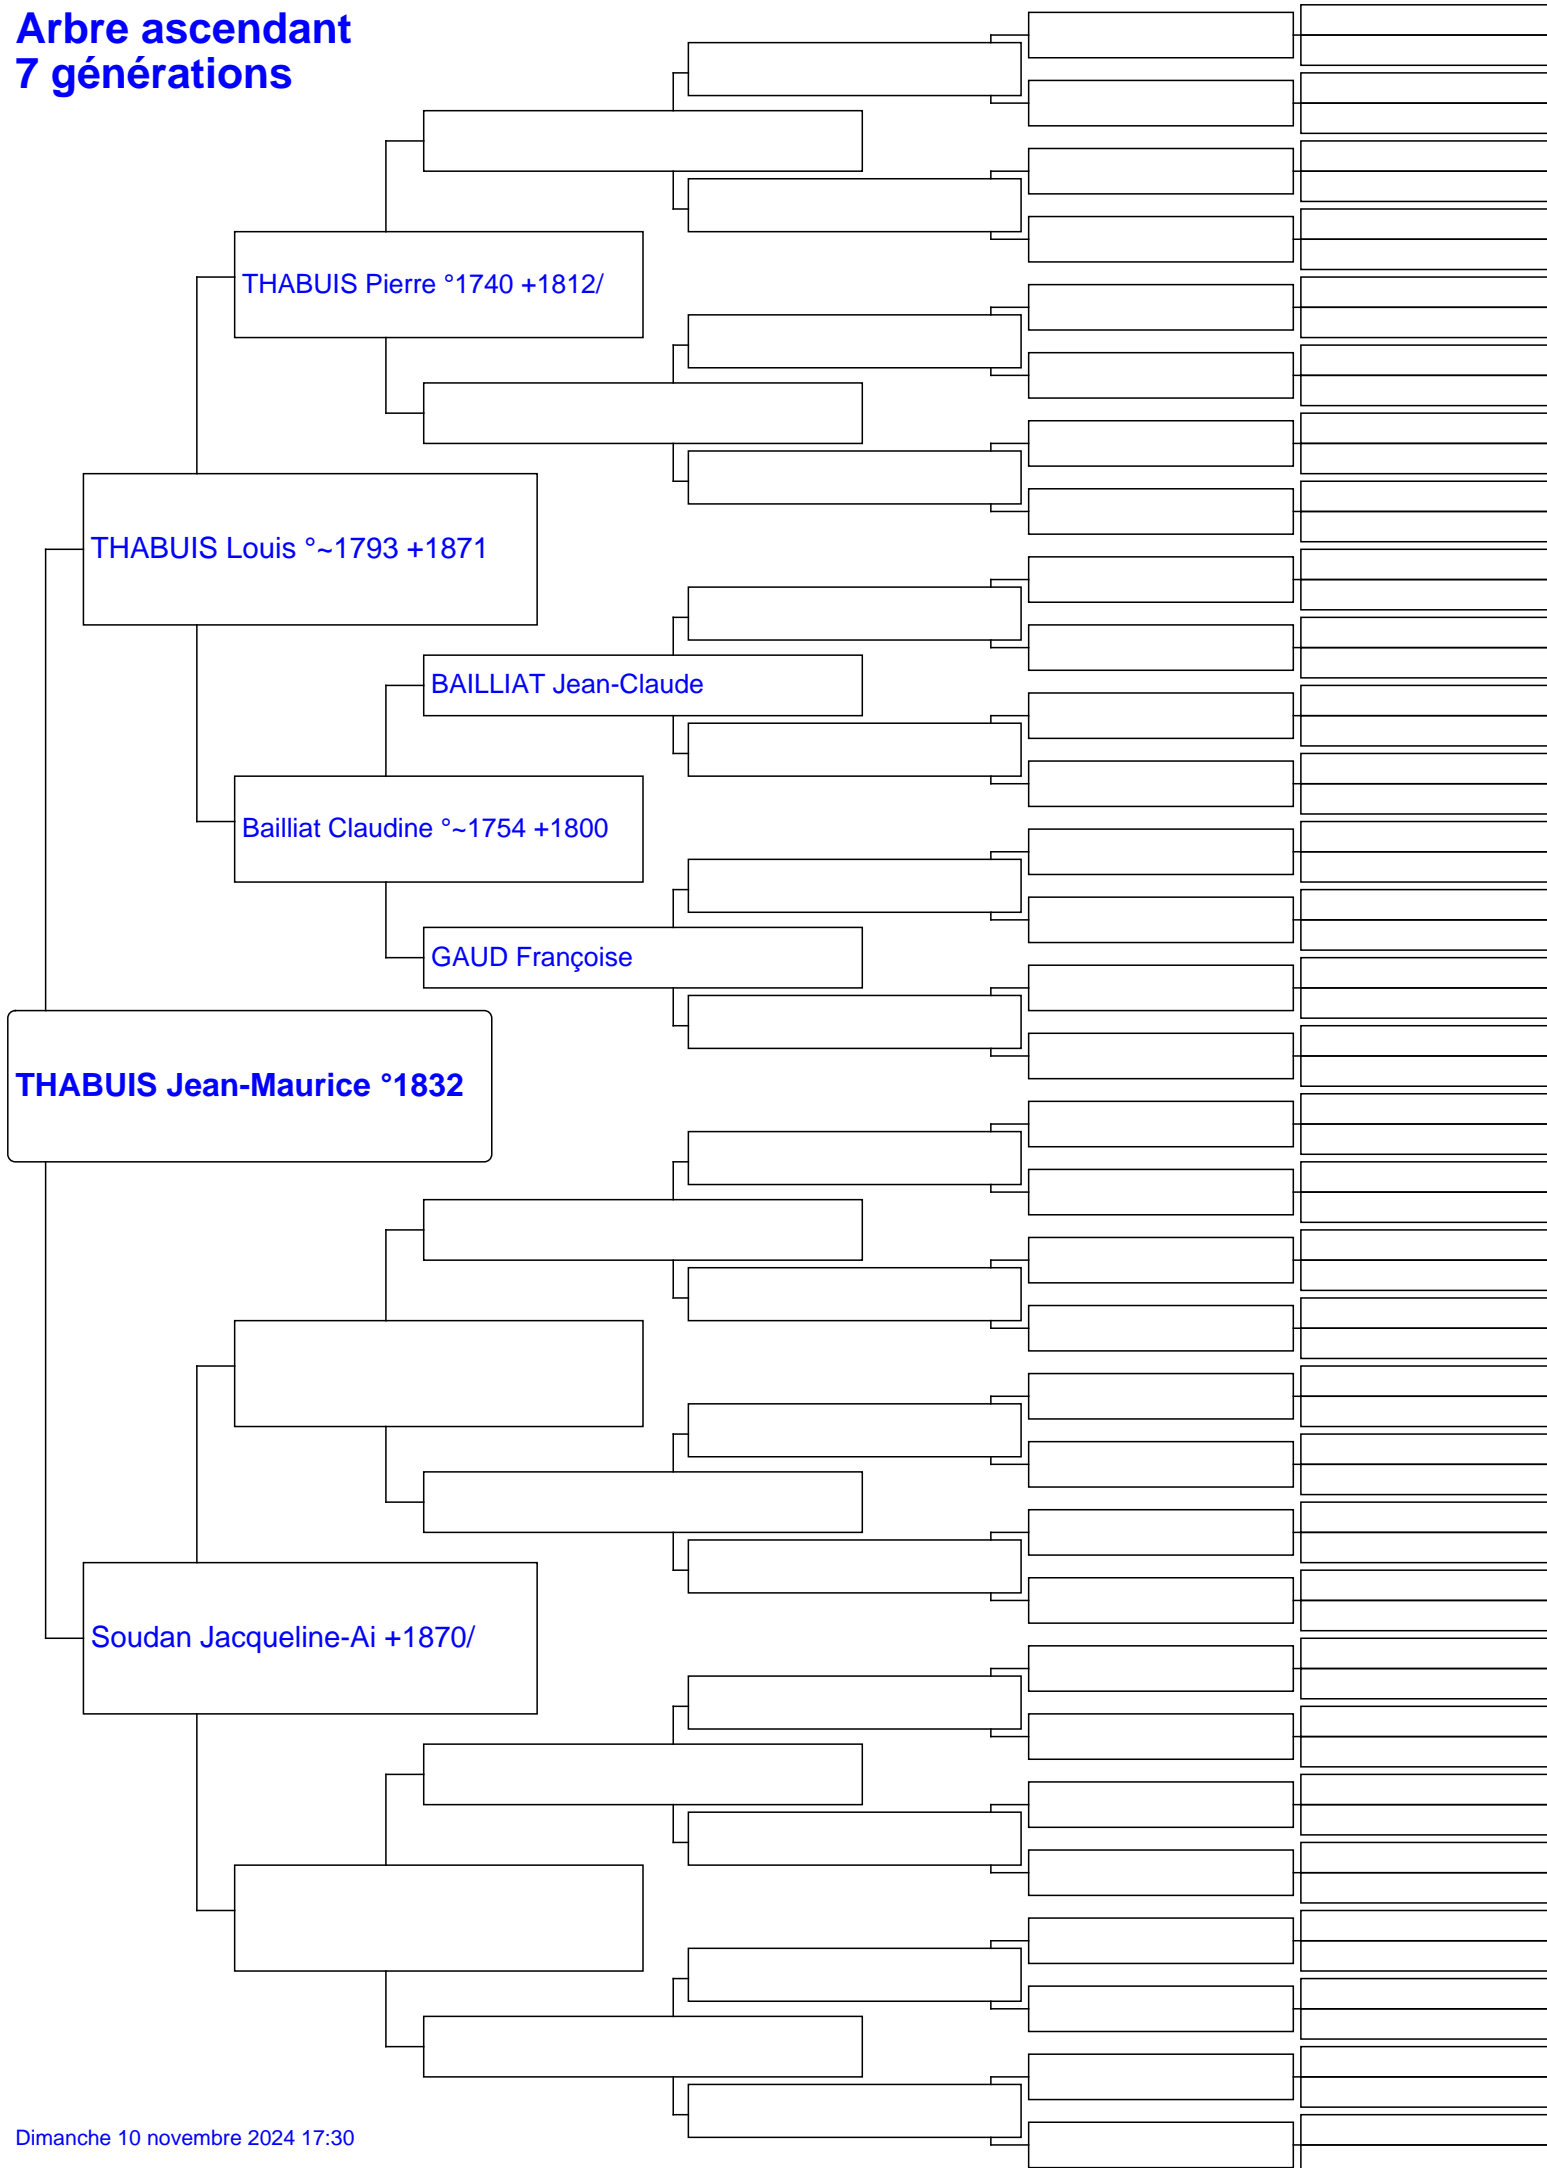 Arbre ascendant
7 générations
THABUIS Pierre °1740 +1812/
THABUIS Louis °~1793 +1871
BAILLIAT Jean-Claude
Bailliat Claudine °~1754 +1800
GAUD Françoise
THABUIS Jean-Maurice °1832
Soudan Jacqueline-Ai +1870/
Dimanche 10 novembre 2024 17:30